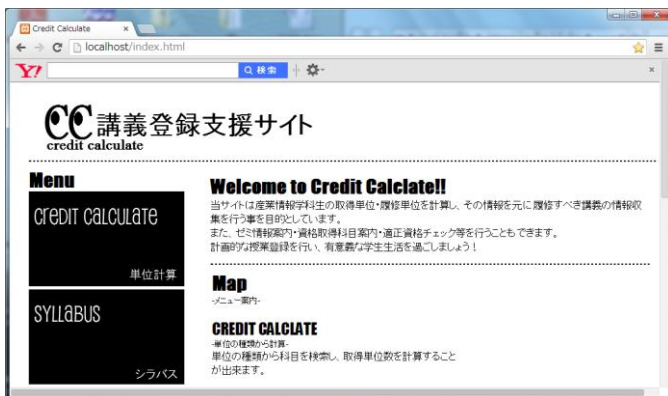 Credit Calculate
localhost/index.html
Y!
検索
CC 講義登録支援サイト
credit calculate
Menu
CREDIT CALCULATE
単位計算
SYLLABUS
シラバス
Welcome to Credit Calclate!!
当サイトは産業情報学科生の取得単位・履修単位を計算し、その情報を元に履修すべき講義の情報収
集を行う事を目的としています。
また、ゼミ情報案内・資格取得科目案内・適正資格チェック等を行うこともできます。
計画的な授業登録を行い、有意義な学生生活を過ごしましょう！
Map
-メニュー案内-
CREDIT CALCLATE
-単位の種類から計算-
単位の種類から科目を検索し、取得単位数を計算すること
が出来ます。